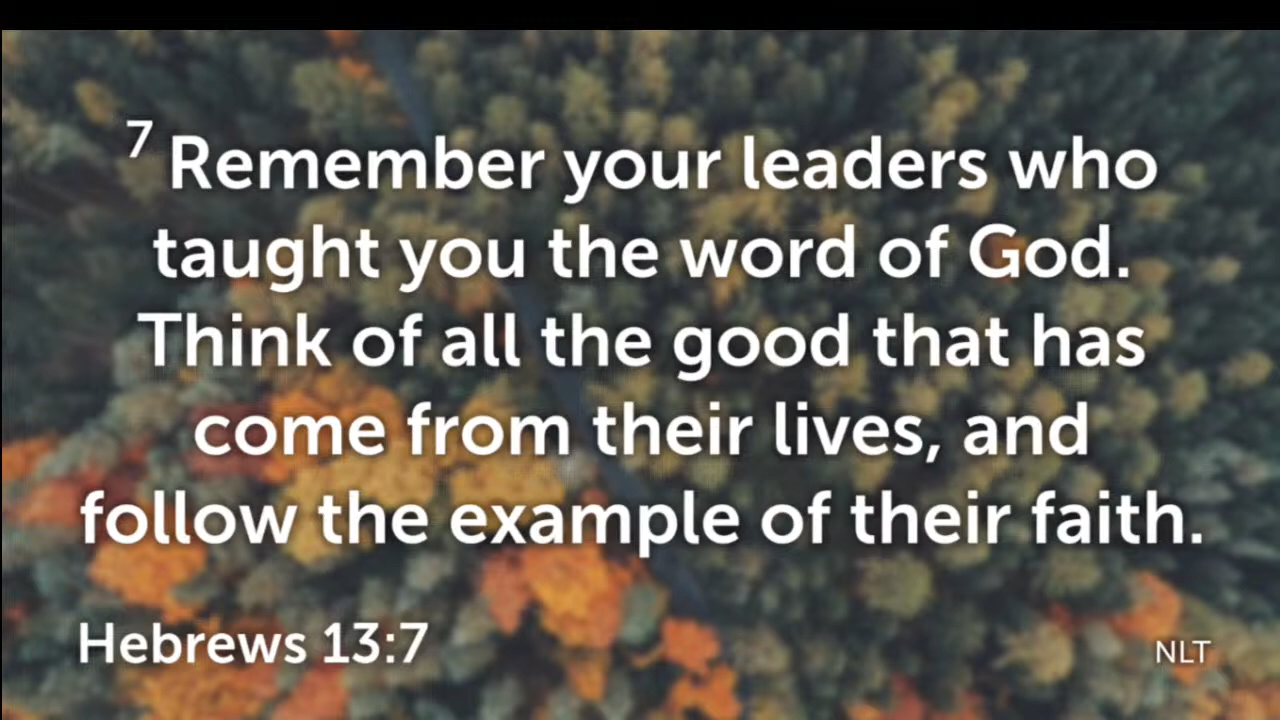 7 Remember your leaders who
taught you the word of God.
Think of all the good that has
come from their lives, and
follow the example of their faith.
Hebrews 13:7
NLT